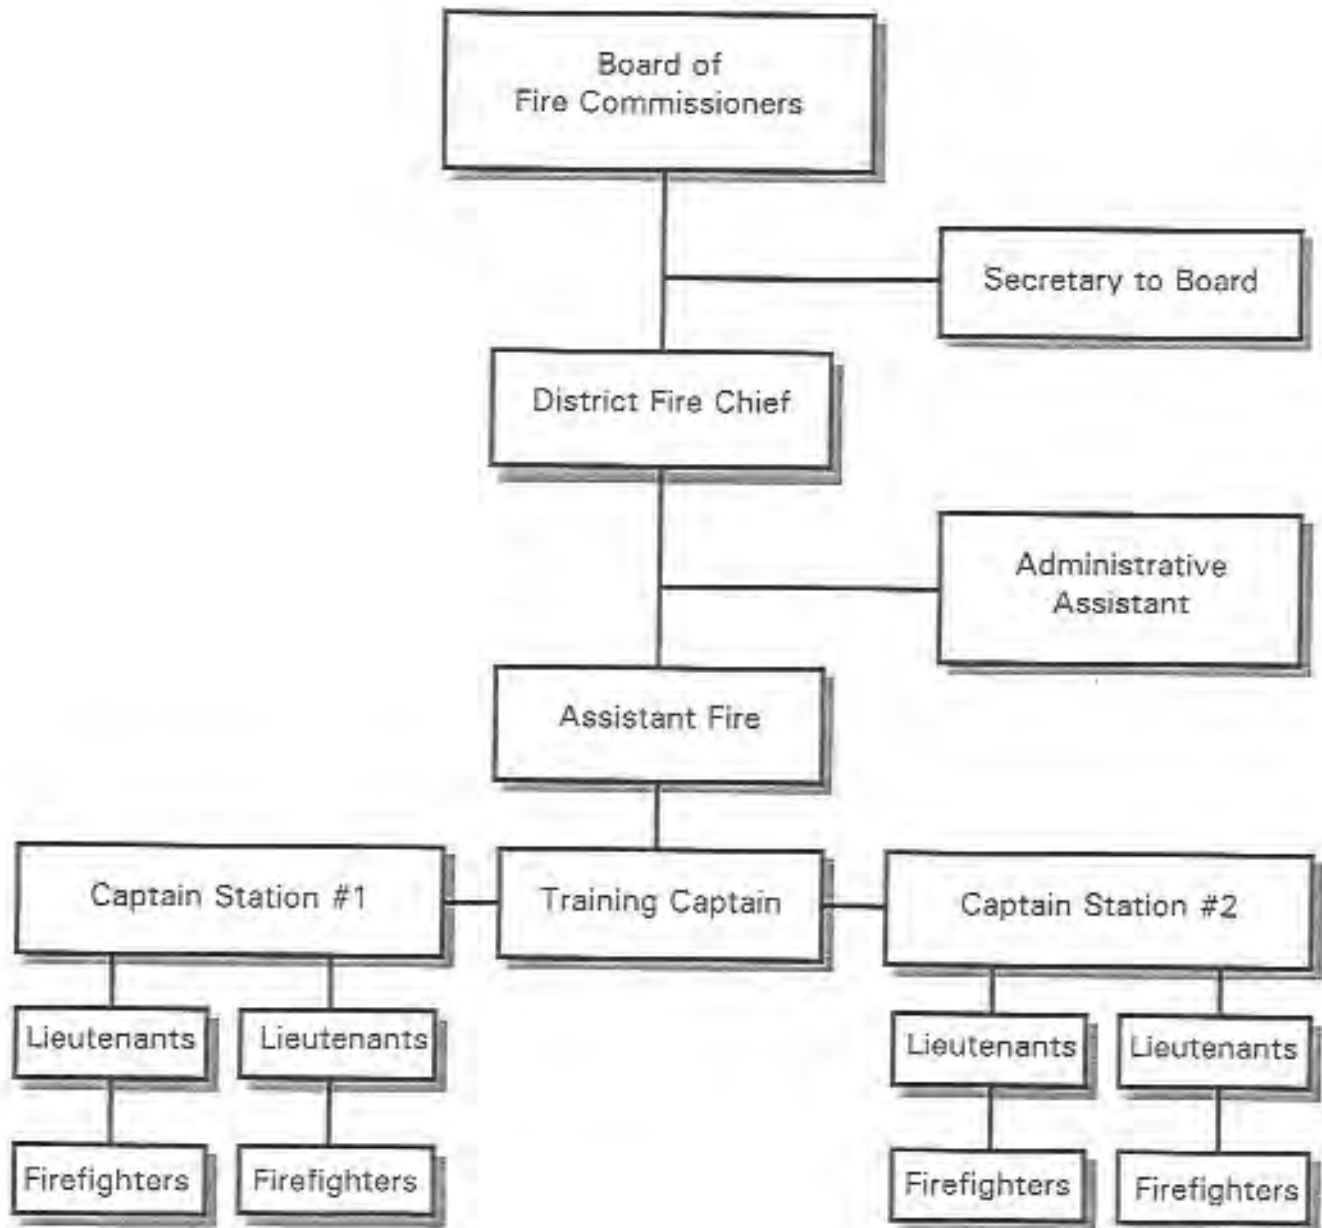 Board of
Fire Commissioners
Secretary to Board
District Fire Chief
Administrative
Assistant
Assistant Fire
Captain Station #1
Training Captain
Captain Station #2
Lieutenants
Lieutenants
Lieutenants
Lieutenants
Firefighters
Firefighters
Firefighters
Firefighters